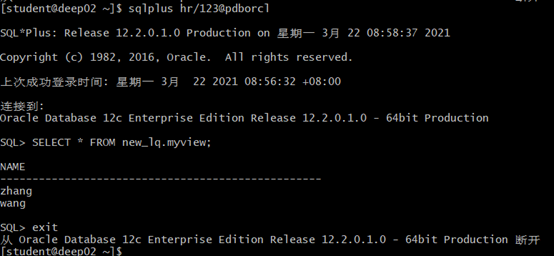 [student@deep02 ~]$ sqlplus hr/123@pdborcl
SQL*Plus: Release 12.2.0.1.0 Production on 星期一 3月 22 08:58:37 2021
Copyright (c) 1982, 2016, Oracle.  All rights reserved.
上次成功登录时间: 星期一 3月  22 2021 08:56:32 +08:00
连接到:
Oracle Database 12c Enterprise Edition Release 12.2.0.1.0 - 64bit Production
SQL> SELECT * FROM new_lq.myview;
NAME
--------------------------------------------------
zhang
wang
SQL> exit
从 Oracle Database 12c Enterprise Edition Release 12.2.0.1.0 - 64bit Production 断开
[student@deep02 ~]$